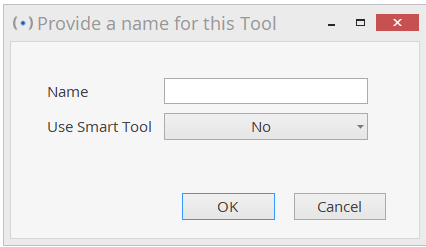 Provide a name for this Tool
Name
Use Smart Tool No
OK Cancel